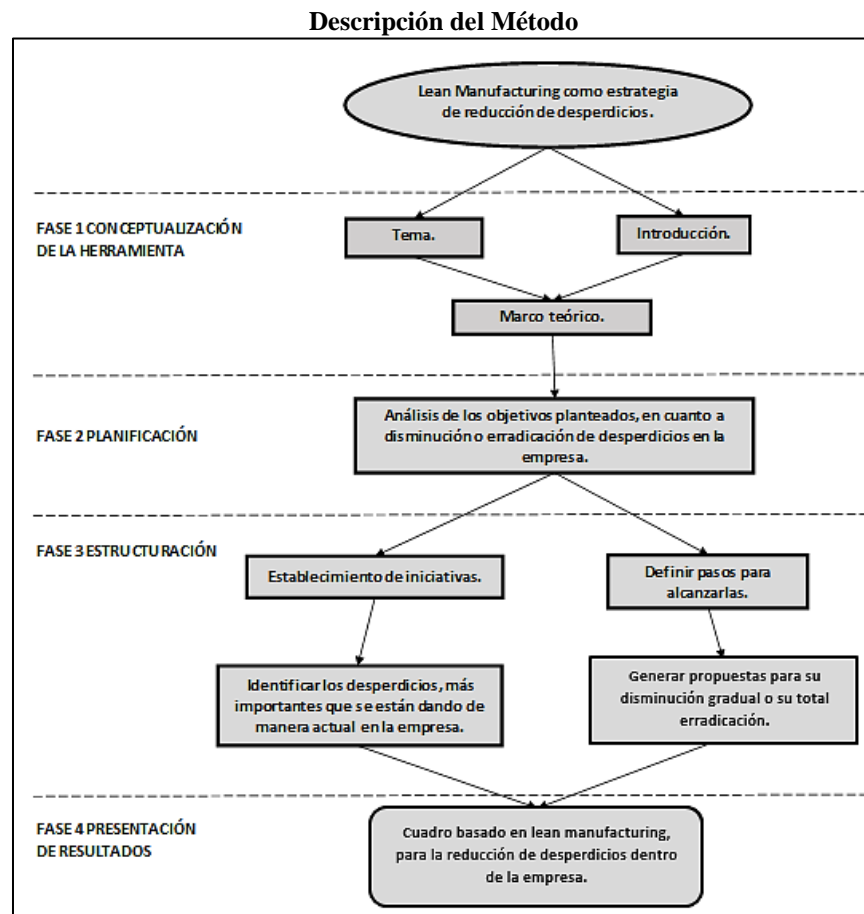 Descripción del Método
Lean Manufacturing como estrategia
de reducción de desperdicios.
FASE 1 CONCEPTUALIZACIÓN
DE LA HERRAMIENTA
Tema.
Introducción.
Marco teórico.
FASE 2 PLANIFICACIÓN
Análisis de los objetivos planteados, en cuanto a
disminución o erradicación de desperdicios en la
empresa.
FASE 3 ESTRUCTURACIÓN
Establecimiento de iniciativas.
Definir pasos para
alcanzarlas.
Identificar los desperdicios, más
importantes que se están dando de
manera actual en la empresa.
Generar propuestas para su
disminución gradual o su total
erradicación.
FASE 4 PRESENTACIÓN
DE RESULTADOS
Cuadro basado en lean manufacturing,
para la reducción de desperdicios dentro
de la empresa.